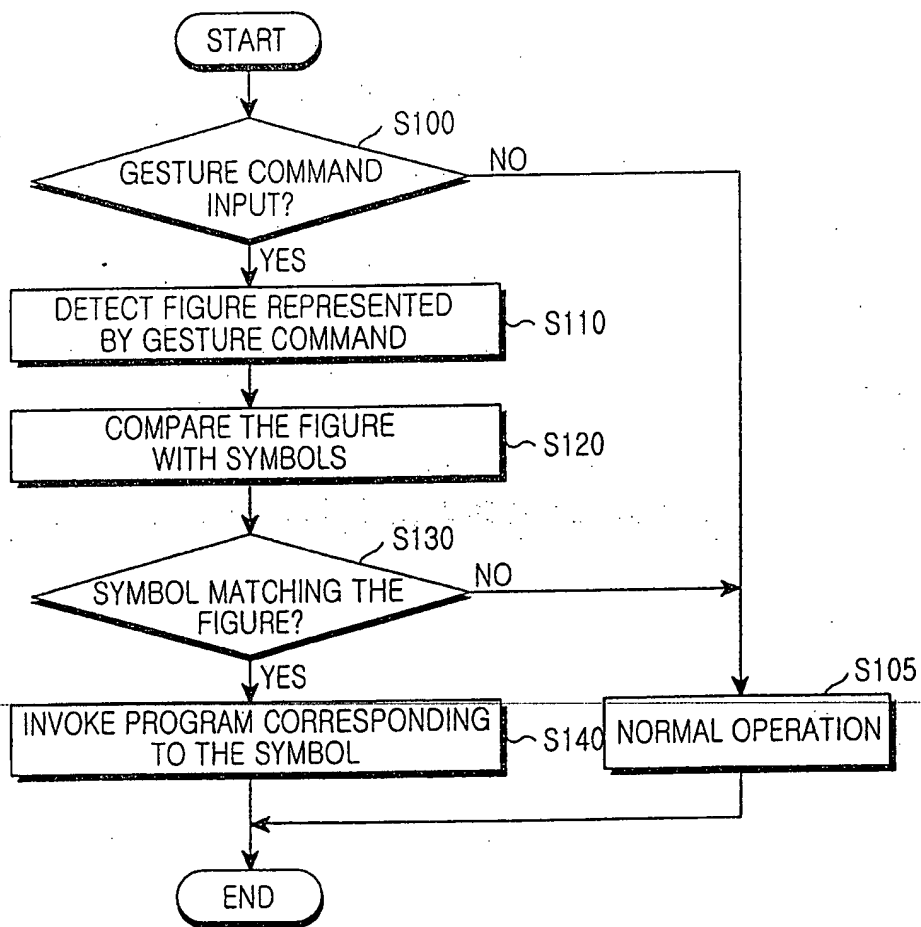 START
S100
GESTURE COMMAND
INPUT?
NO
YES
DETECT FIGURE REPRESENTED
BY GESTURE COMMAND
S110
COMPARE THE FIGURE
WITH SYMBOLS
S120
S130
SYMBOL MATCHING THE
FIGURE?
NO
YES
S105
INVOKE PROGRAM CORRESPONDING
TO THE SYMBOL
S140
NORMAL OPERATION
END